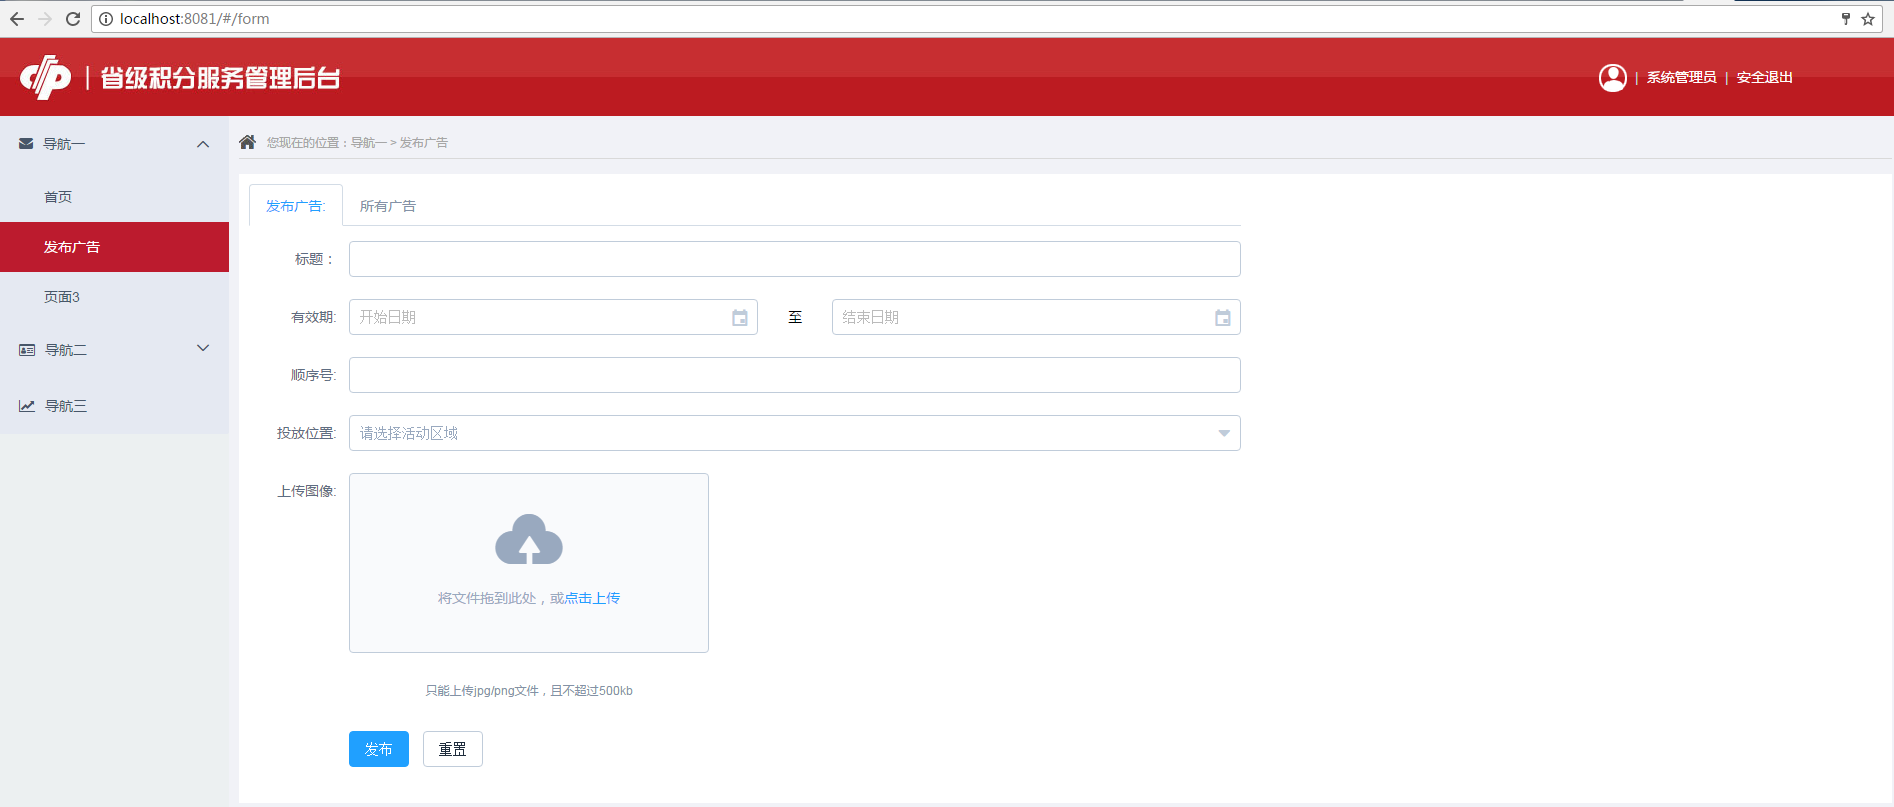 localhost:8081/#/form
省级积分服务管理后台
| 系统管理员 | 安全退出
导航一
首页
发布广告
页面3
导航二
导航三
您现在的位置：导航一 > 发布广告
发布广告:
所有广告
标题：
有效期: 开始日期 至 结束日期
顺序号:
投放位置: 请选择活动区域
上传图像:
将文件拖到此处，或点击上传
只能上传jpg/png文件，且不超过500kb
发布 重置